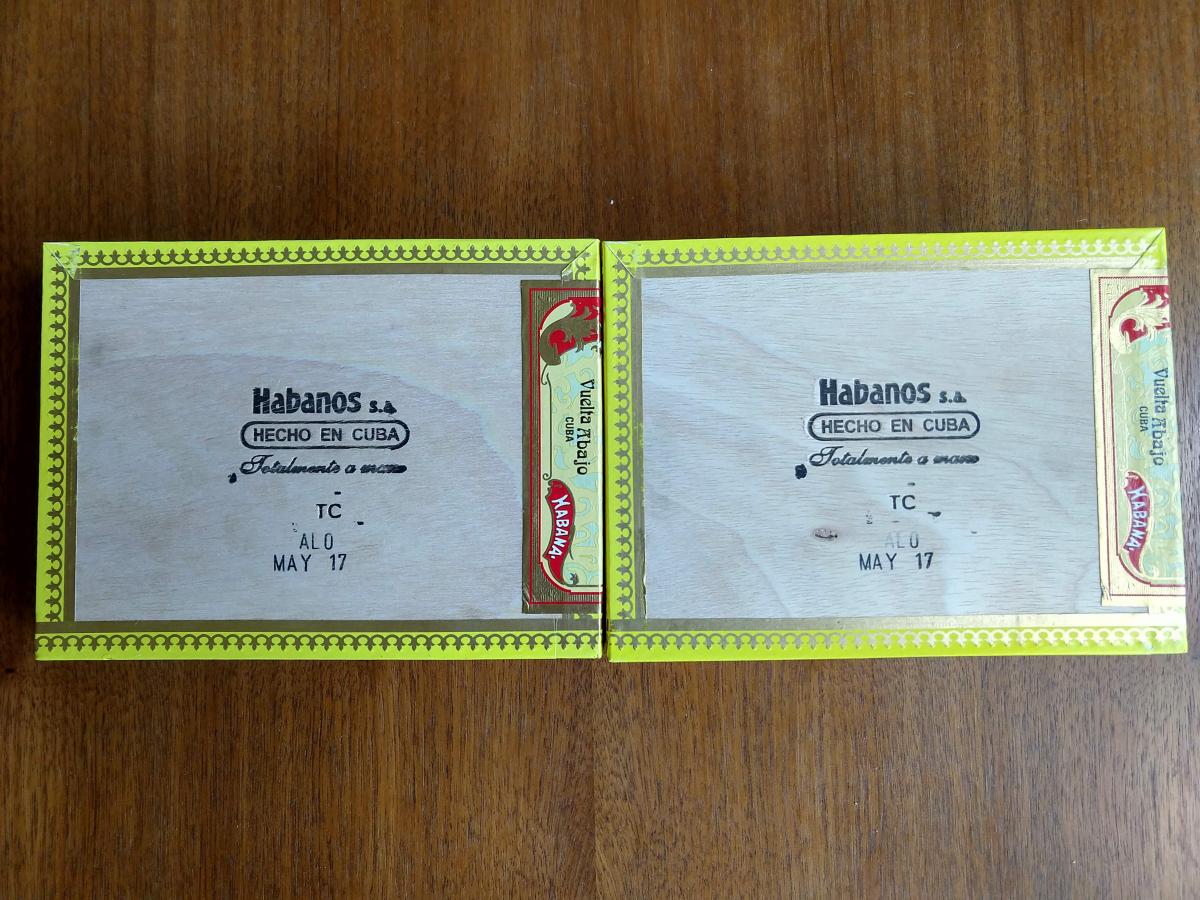 Habanos s.a.
HECHO EN CUBA
Totalmente a mano
TC
ALO
MAY 17
Vuelta Abajo
CUBA
HABANA.
Habanos s.a.
HECHO EN CUBA
Totalmente a mano
TC
ALO
MAY 17
Vuelta Abajo
CUBA
HABANA.